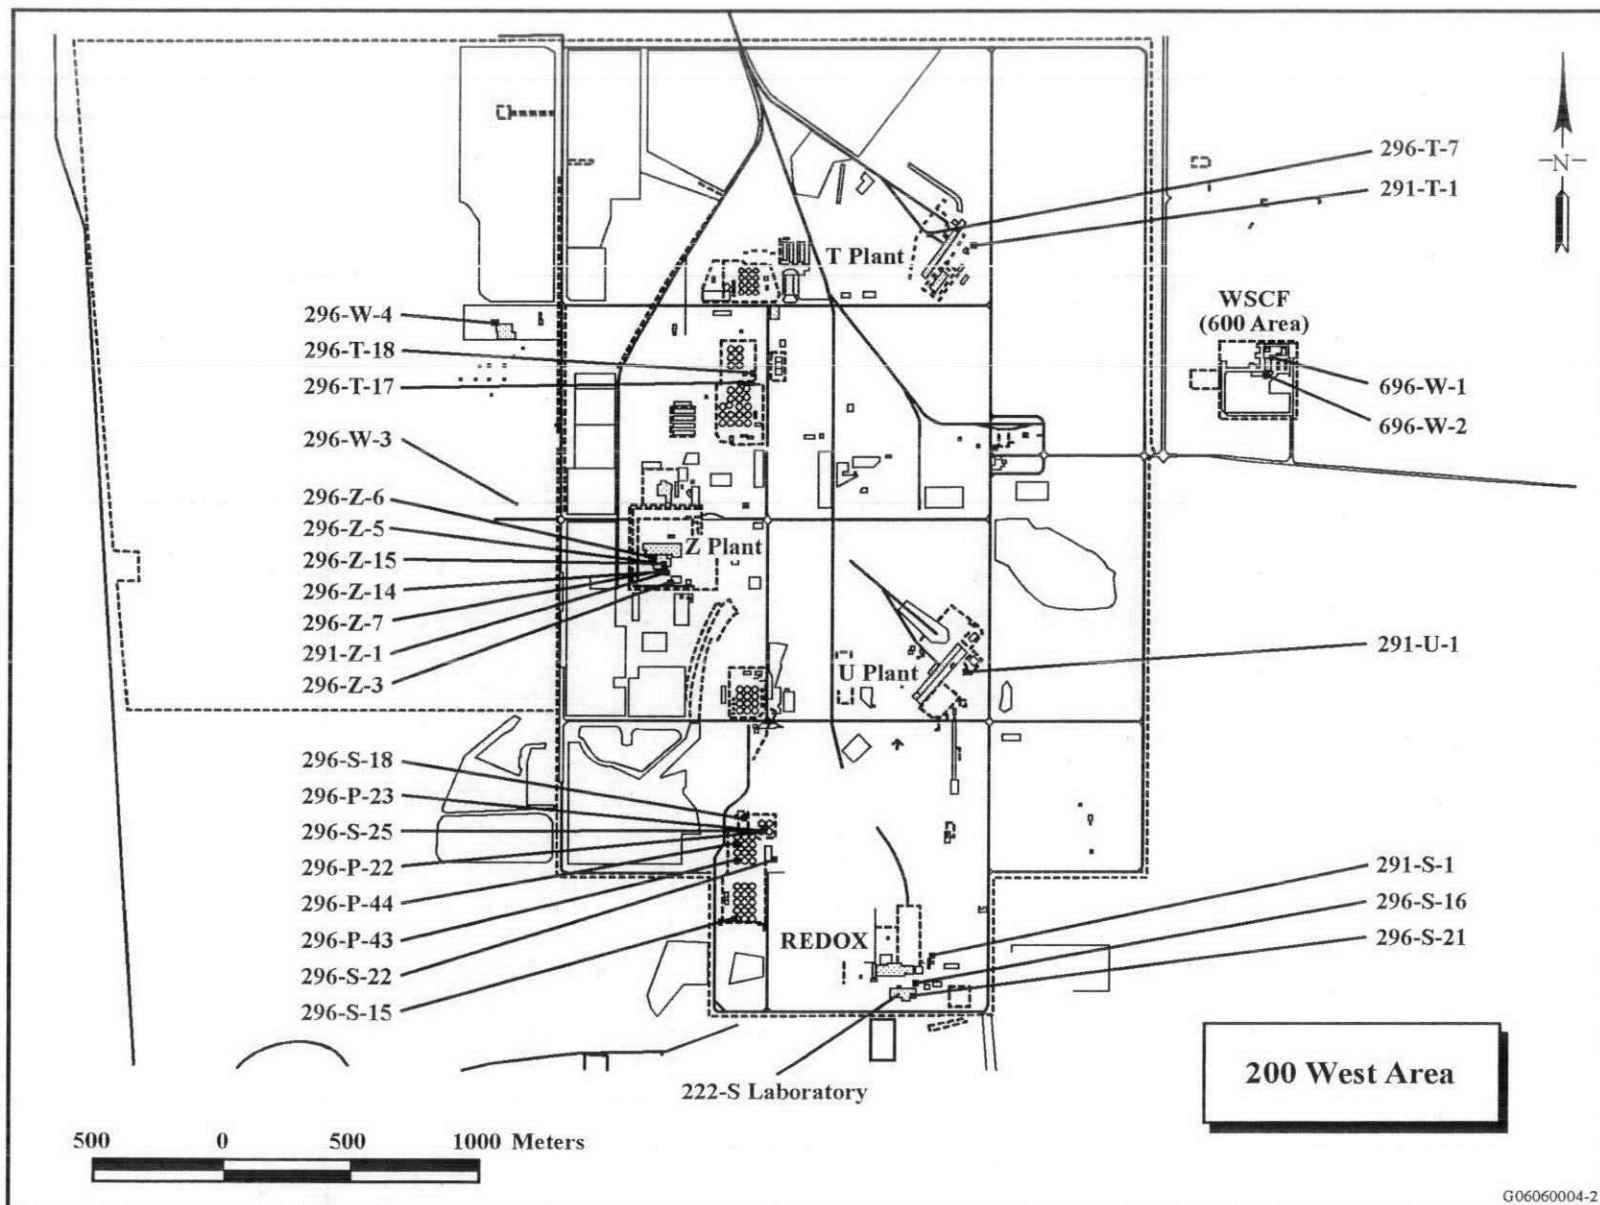 296-T-7
291-T-1
N
T Plant
WSCF
(600 Area)
296-W-4
296-T-18
296-T-17
696-W-1
696-W-2
296-W-3
296-Z-6
296-Z-5
296-Z-15
296-Z-14
296-Z-7
291-Z-1
296-Z-3
Z Plant
U Plant
291-U-1
296-S-18
296-P-23
296-S-25
296-P-22
296-P-44
296-P-43
296-S-22
296-S-15
REDOX
291-S-1
296-S-16
296-S-21
222-S Laboratory
200 West Area
500 0 500 1000 Meters
G06060004-2